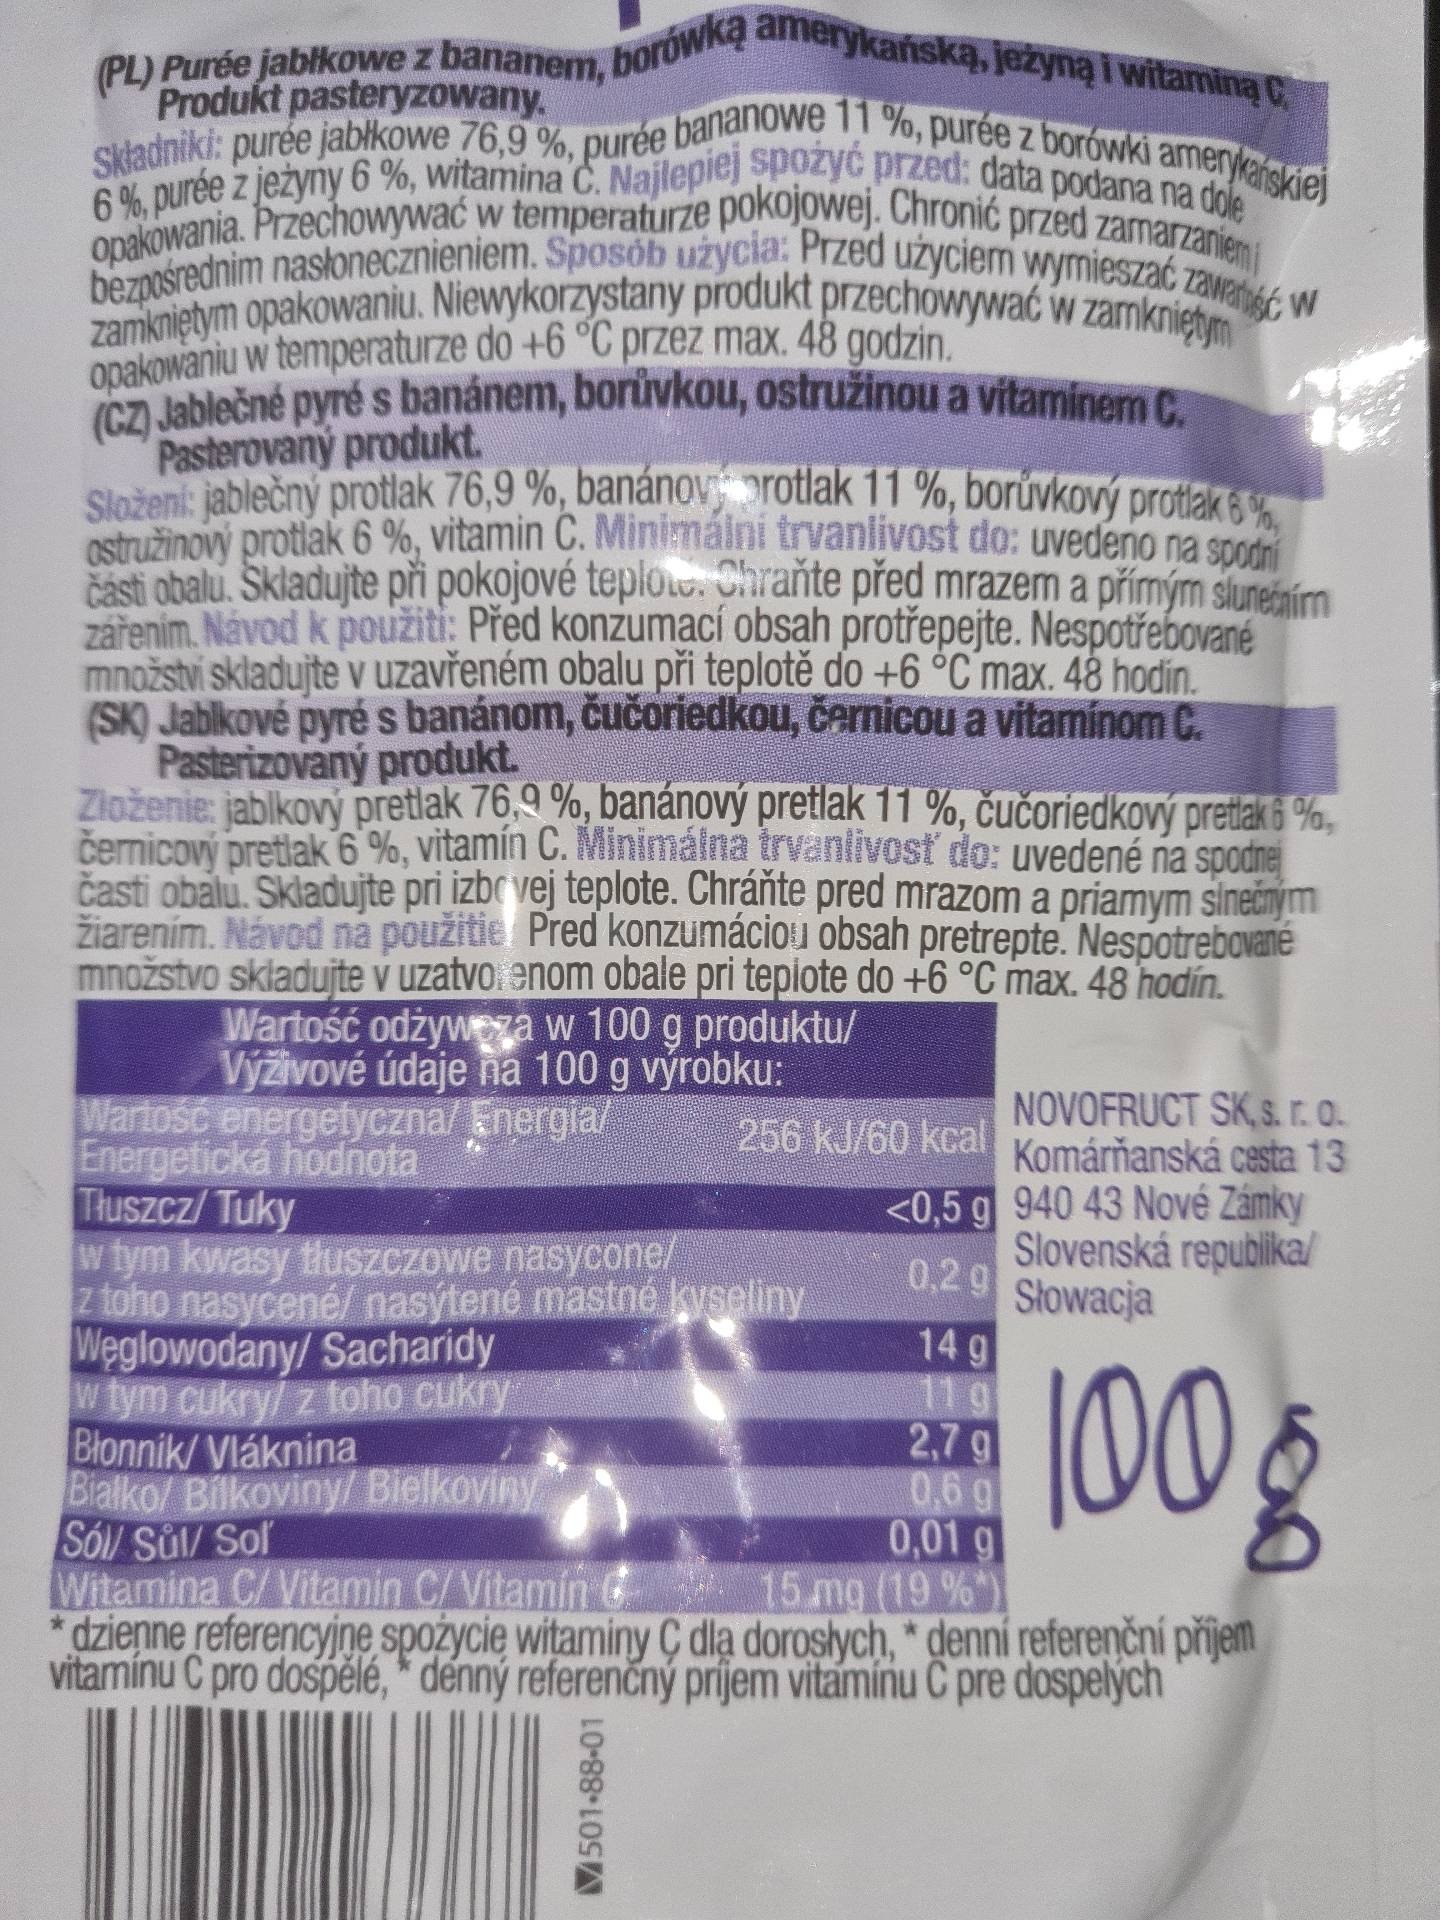 (PL) Purée jabłkowe z bananem, borówką amerykańską, jeżyną i witaminą C.
Produkt pasteryzowany.
Składniki: purée jabłkowe 76,9 %, purée bananowe 11 %, purée z borówki amerykańskiej
6 %, purée z jeżyny 6 %, witamina C. Najlepiej spożyć przed: data podana na dole
opakowania. Przechowywać w temperaturze pokojowej. Chronić przed zamarzaniem i
bezpośrednim nasłonecznieniem. Sposób użycia: Przed użyciem wymieszać zawartość w
zamkniętym opakowaniu. Niewykorzystany produkt przechowywać w zamkniętym
opakowaniu w temperaturze do +6 °C przez max. 48 godzin.
(CZ) Jablečné pyré s banánem, borůvkou, ostružinou a vitamínem C.
Pasterovaný produkt.
Složení: jablečný protlak 76,9 %, banánový protlak 11 %, borůvkový protlak 6 %,
ostružinový protlak 6 %, vitamin C. Minimální trvanlivost do: uvedeno na spodní
části obalu. Skladujte při pokojové teplotě. Chraňte před mrazem a přímým slunečním
zářením. Návod k použití: Před konzumací obsah protřepejte. Nespotřebované
množství skladujte v uzavřeném obalu při teplotě do +6 °C max. 48 hodin.
(SK) Jablkové pyré s banánom, čučoriedkou, černicou a vitamínom C.
Pasterizovaný produkt.
Zloženie: jablkový pretlak 76,9 %, banánový pretlak 11 %, čučoriedkový pretlak 6 %,
černicový pretlak 6 %, vitamín C. Minimálna trvanlivosť do: uvedené na spodnej
časti obalu. Skladujte pri izbovej teplote. Chráňte pred mrazom a priamym slnečným
žiarením. Návod na použitie: Pred konzumáciou obsah pretrepte. Nespotrebované
množstvo skladujte v uzatvorenom obale pri teplote do +6 °C max. 48 hodín.
Wartość odżywcza w 100 g produktu/
Výživové údaje na 100 g výrobku:
Wartość energetyczna/ Energia/
Energetická hodnota 256 kJ/60 kcal
Tłuszcz/ Tuky <0,5 g
w tym kwasy tłuszczowe nasycone/
z toho nasycené/ nasýtené mastné kyseliny 0,2 g
Węglowodany/ Sacharidy 14 g
w tym cukry/ z toho cukry 11 g
Błonnik/ Vláknina 2,7 g
Białko/ Bílkoviny/ Bielkoviny 0,6 g
Sól/ Sůl/ Soľ 0,01 g
Witamina C/ Vitamin C/ Vitamín C 15 mg (19 %*)
NOVOFRUCT SK, s. r. o.
Komárňanská cesta 13
940 43 Nové Zámky
Slovenská republika/
Słowacja
100 g
* dzienne referencyjne spożycie witaminy C dla dorosłych, * denní referenční příjem
vitamínu C pro dospělé, * denný referenčný príjem vitamínu C pre dospelých
501•88•01